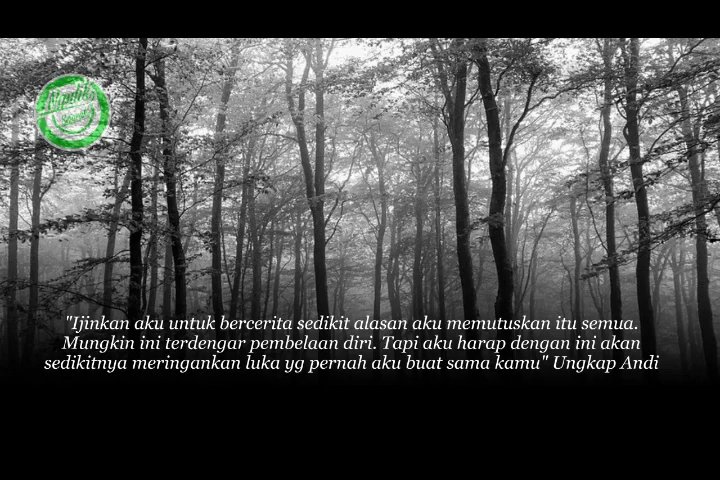 "Ijinkan aku untuk bercerita sedikit alasan aku memutuskan itu semua.
Mungkin ini terdengar pembelaan diri. Tapi aku harap dengan ini akan
sedikitnya meringankan luka yg pernah aku buat sama kamu" Ungkap Andi